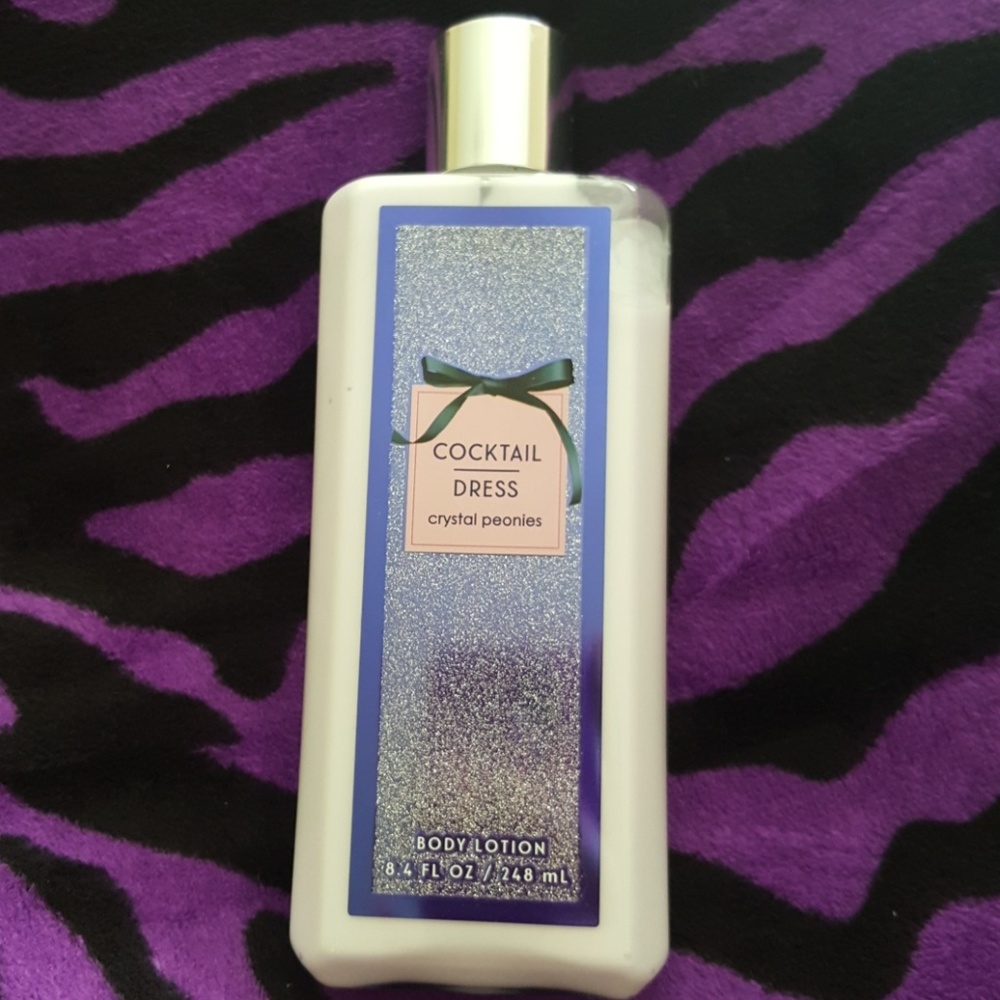 COCKTAIL
DRESS
crystal peonies
BODY LOTION
8.4 FL OZ / 248 mL